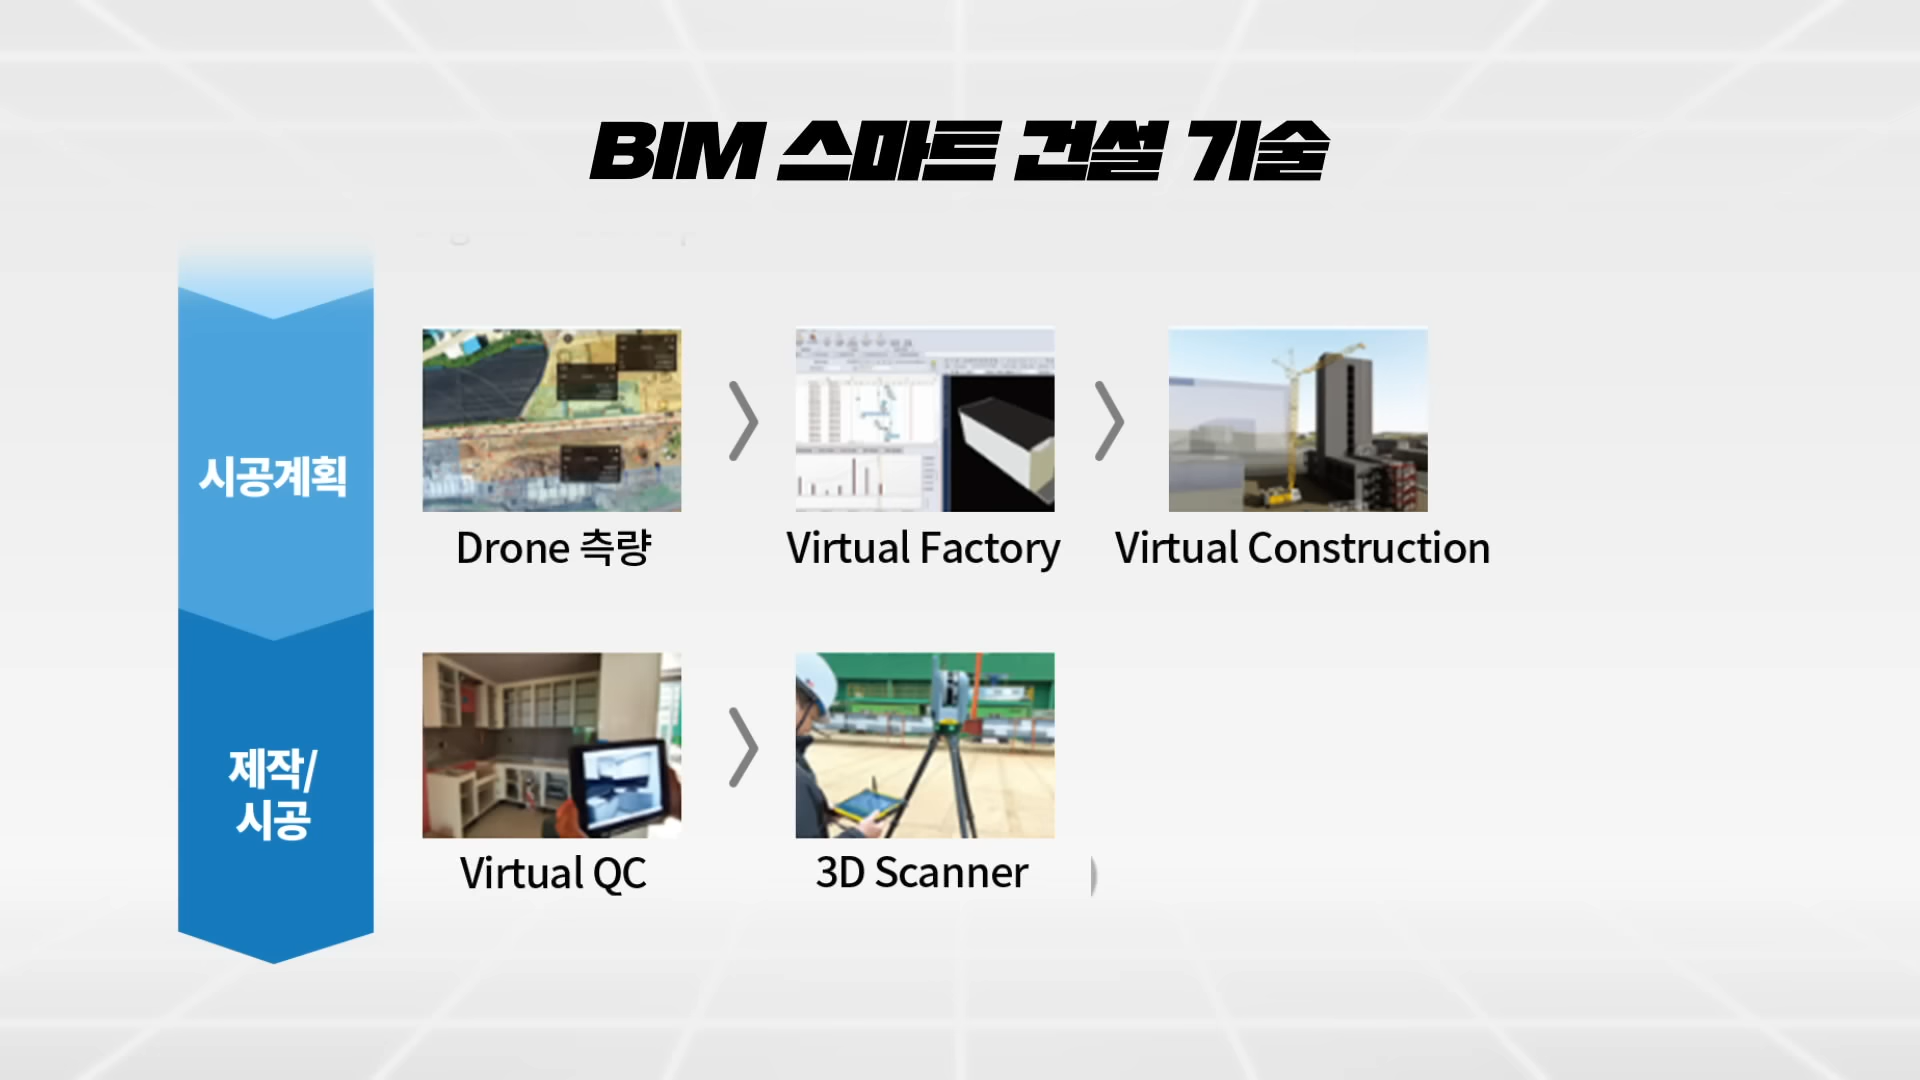 BIM 스마트 건설 기술
시공계획
Drone 측량
Virtual Factory
Virtual Construction
제작/
시공
Virtual QC
3D Scanner